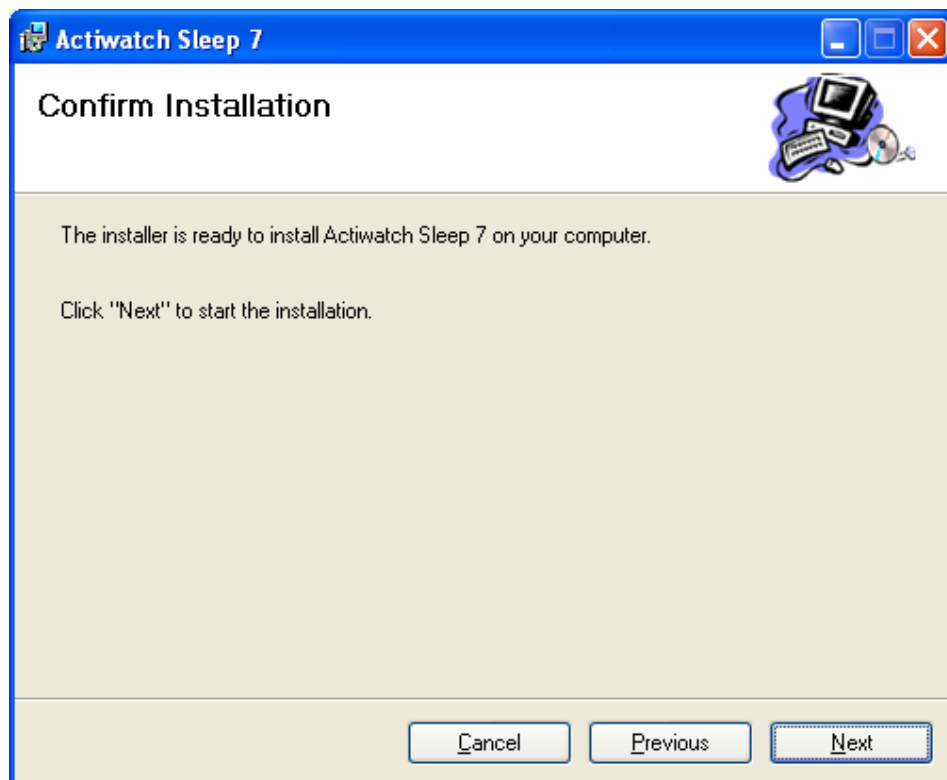 Actiwatch Sleep 7
Confirm Installation
The installer is ready to install Actiwatch Sleep 7 on your computer.
Click "Next" to start the installation.
Cancel Previous Next